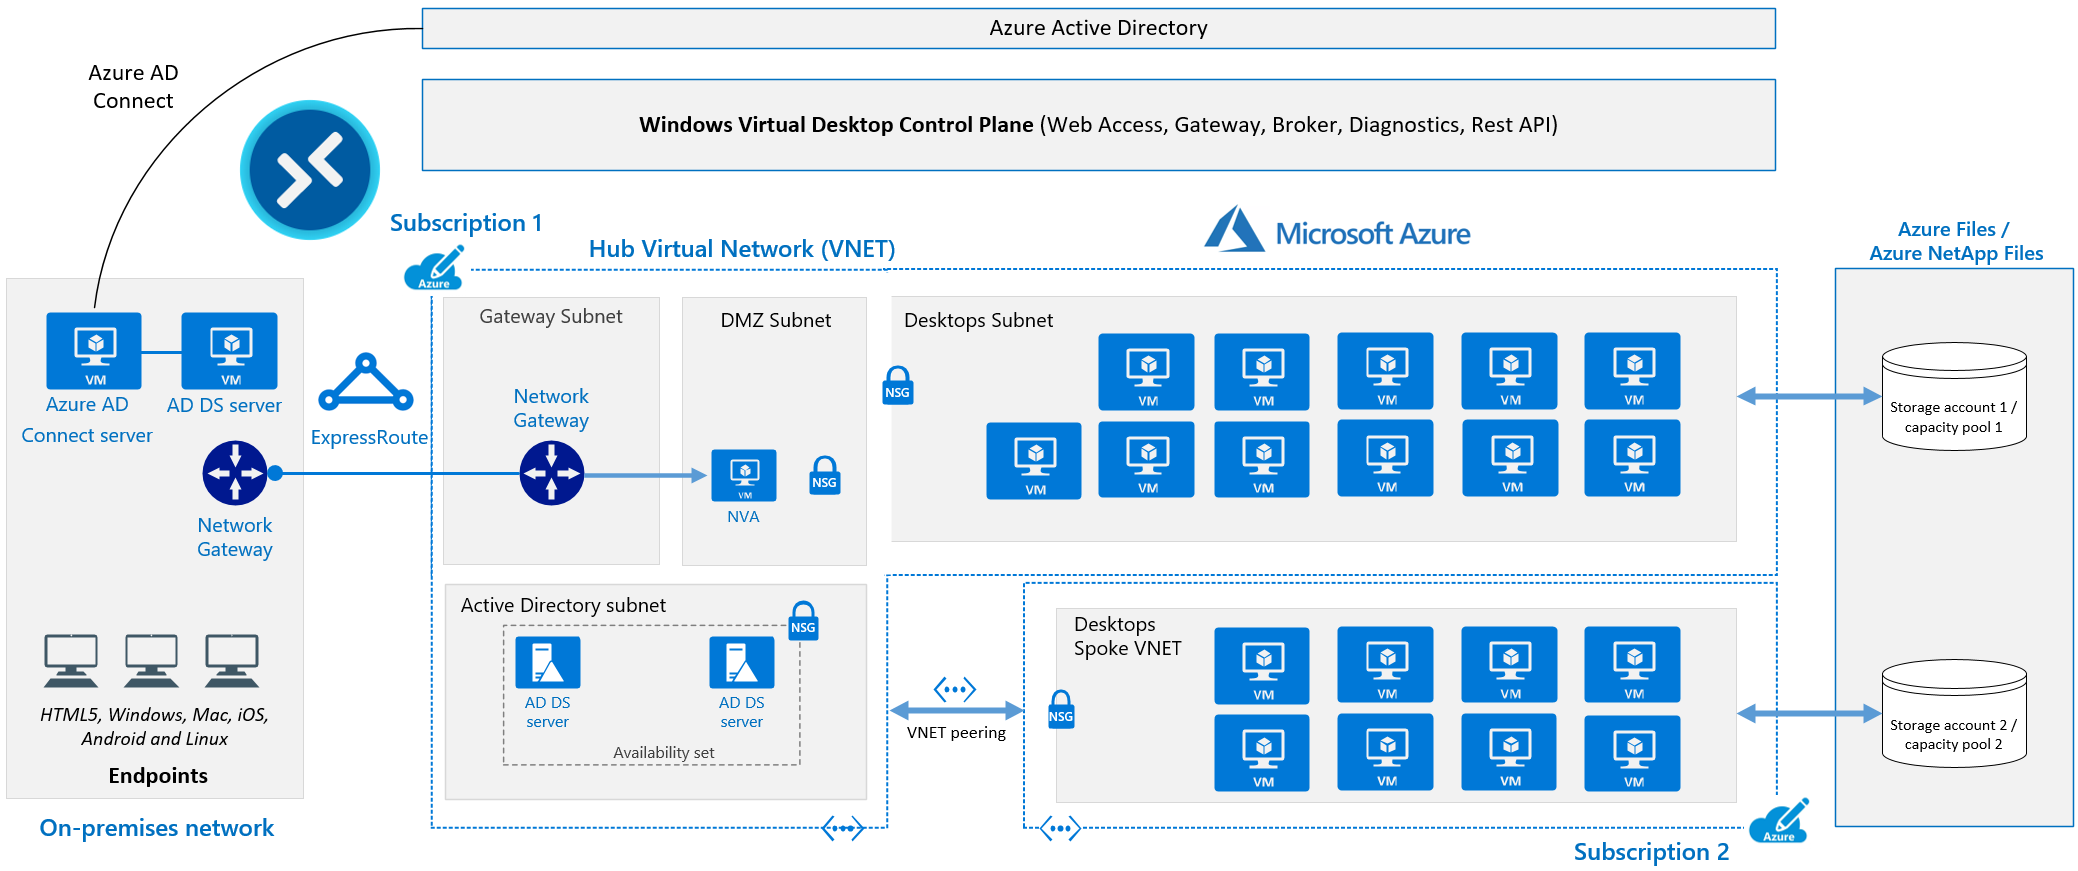 Azure Active Directory
Azure AD
Connect
Windows Virtual Desktop Control Plane (Web Access, Gateway, Broker, Diagnostics, Rest API)
Subscription 1
Azure
Hub Virtual Network (VNET)
Microsoft Azure
Azure Files /
Azure NetApp Files
VM
VM
Azure AD
Connect server
AD DS server
ExpressRoute
Network
Gateway
HTML5, Windows, Mac, iOS,
Android and Linux
Endpoints
On-premises network
Gateway Subnet
Network
Gateway
DMZ Subnet
VM
NVA
NSG
Desktops Subnet
NSG
VM
VM
VM
VM
VM
VM
VM
VM
VM
VM
VM
Storage account 1 /
capacity pool 1
Active Directory subnet
NSG
AD DS
server
AD DS
server
Availability set
VNET peering
Desktops
Spoke VNET
NSG
VM
VM
VM
VM
VM
VM
VM
VM
Storage account 2 /
capacity pool 2
Azure
Subscription 2